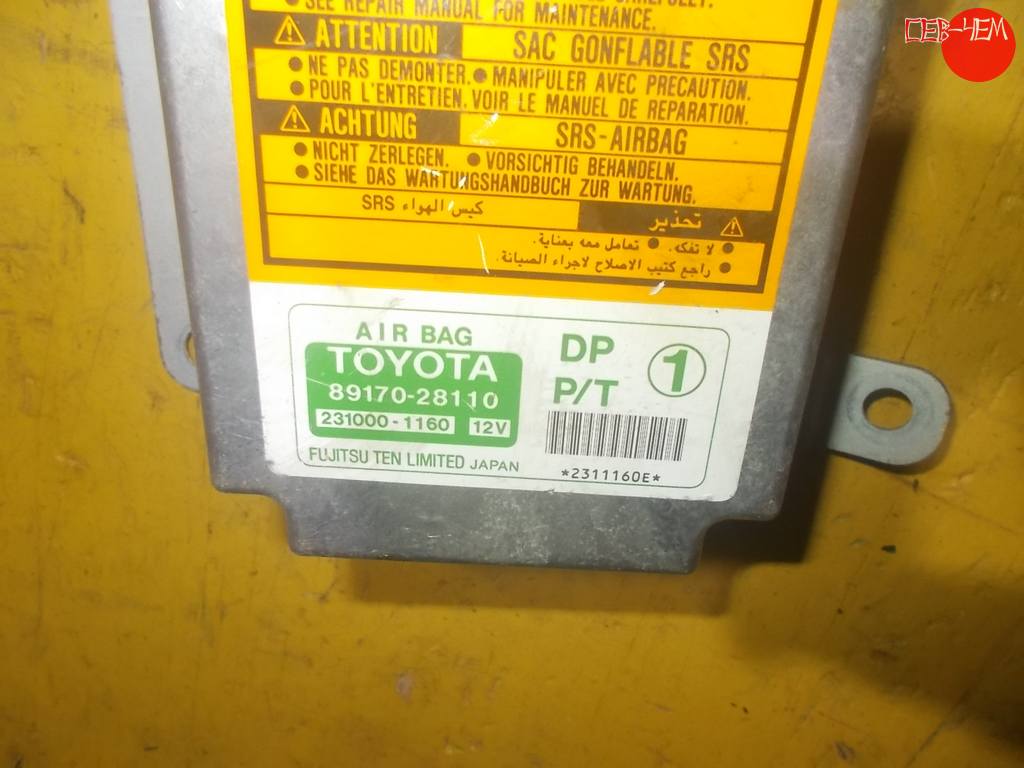 CAREFULLY.
● SEE REPAIR MANUAL FOR MAINTENANCE.
⚠ ATTENTION SAC GONFLABLE SRS
● NE PAS DEMONTER. ● MANIPULER AVEC PRECAUTION.
● POUR L'ENTRETIEN, VOIR LE MANUEL DE REPARATION.
⚠ ACHTUNG SRS-AIRBAG
● NICHT ZERLEGEN. ● VORSICHTIG BEHANDELN.
● SIEHE DAS WARTUNGSHANDBUCH ZUR WARTUNG.
⚠ تحذير كيس الهواء SRS
● لا تفكه. ● تعامل معه بعناية.
● راجع كتيب الاصلاح لاجراء الصيانة.
AIR BAG
TOYOTA
89170-28110
231000-1160 12V
FUJITSU TEN LIMITED JAPAN
DP 1
P/T
*2311160E*
ПЕВ-ЧЕМ